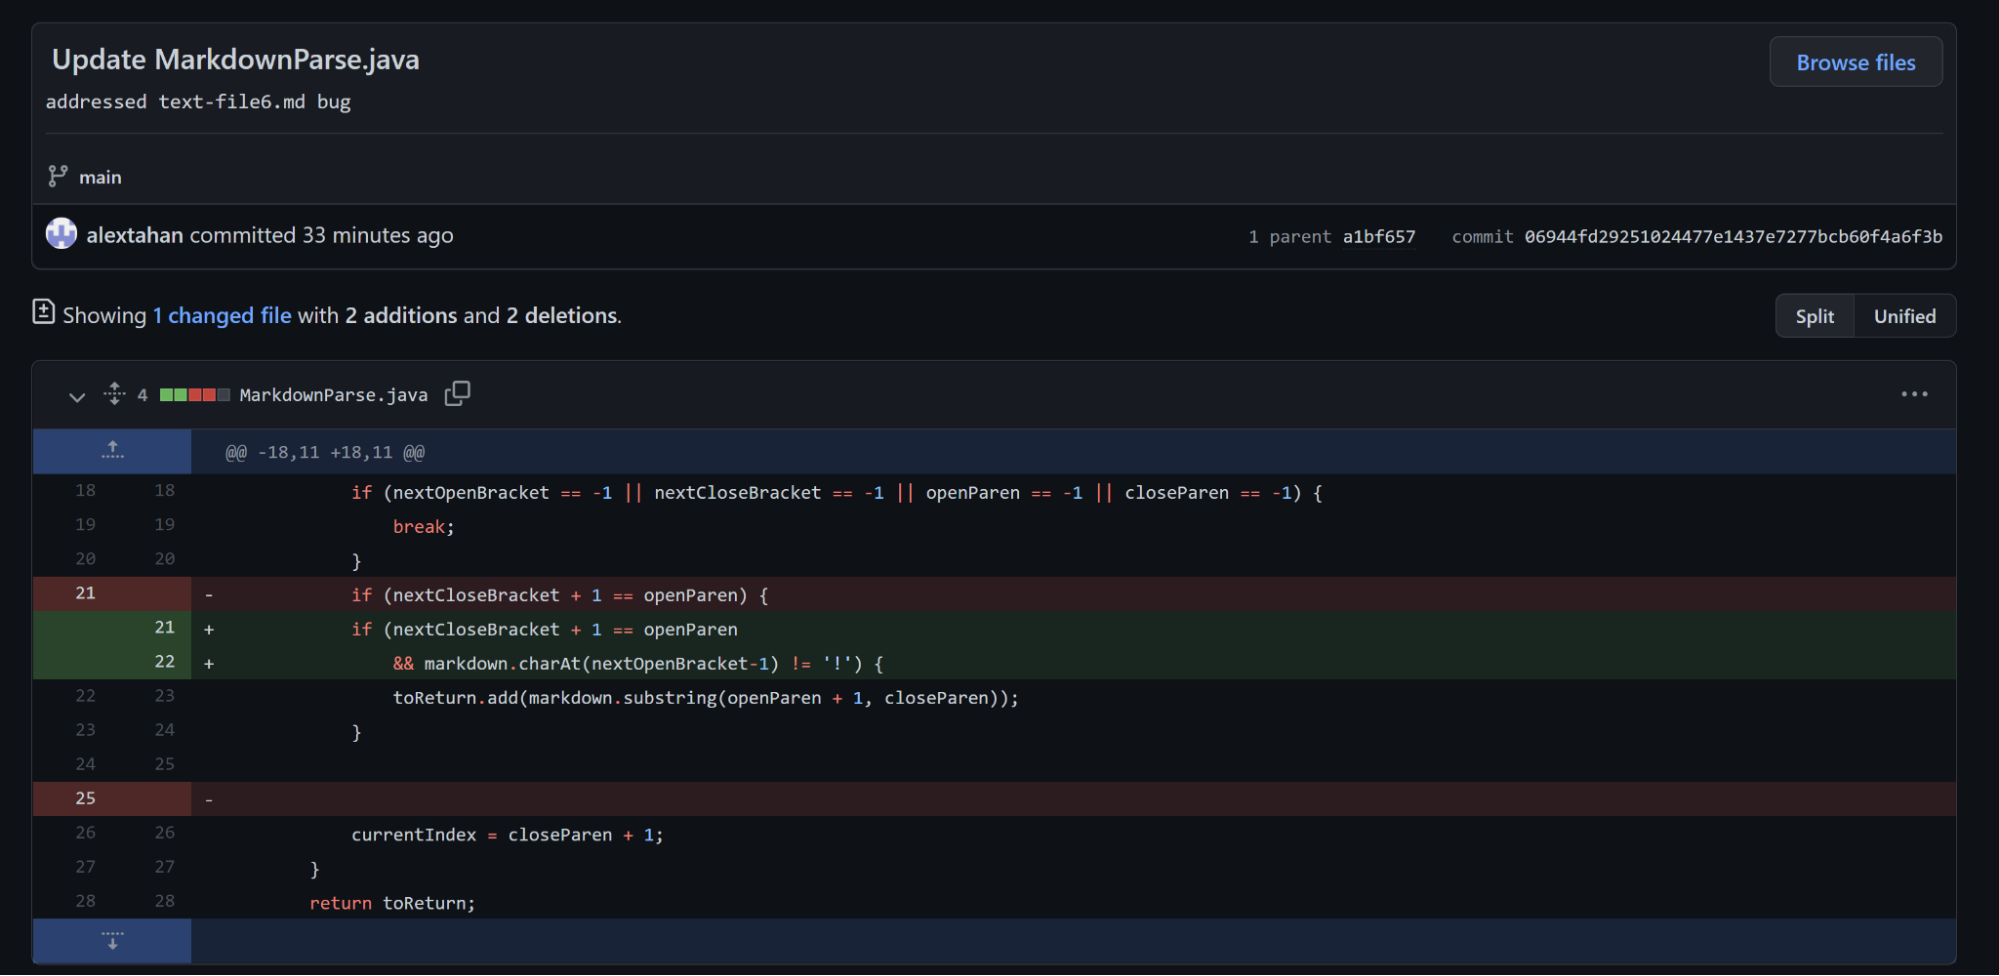 Update MarkdownParse.java
Browse files
addressed text-file6.md bug
main
alextahan committed 33 minutes ago
1 parent a1bf657 commit 06944fd29251024477e1437e7277bcb60f4a6f3b
Showing 1 changed file with 2 additions and 2 deletions.
Split Unified
4 MarkdownParse.java
@@ -18,11 +18,11 @@
18 18 if (nextOpenBracket == -1 || nextCloseBracket == -1 || openParen == -1 || closeParen == -1) {
19 19 break;
20 20 }
21 - if (nextCloseBracket + 1 == openParen) {
21 + if (nextCloseBracket + 1 == openParen
22 + && markdown.charAt(nextOpenBracket-1) != '!') {
22 23 toReturn.add(markdown.substring(openParen + 1, closeParen));
23 24 }
24 25
25 -
26 26 currentIndex = closeParen + 1;
27 27 }
28 28 return toReturn;